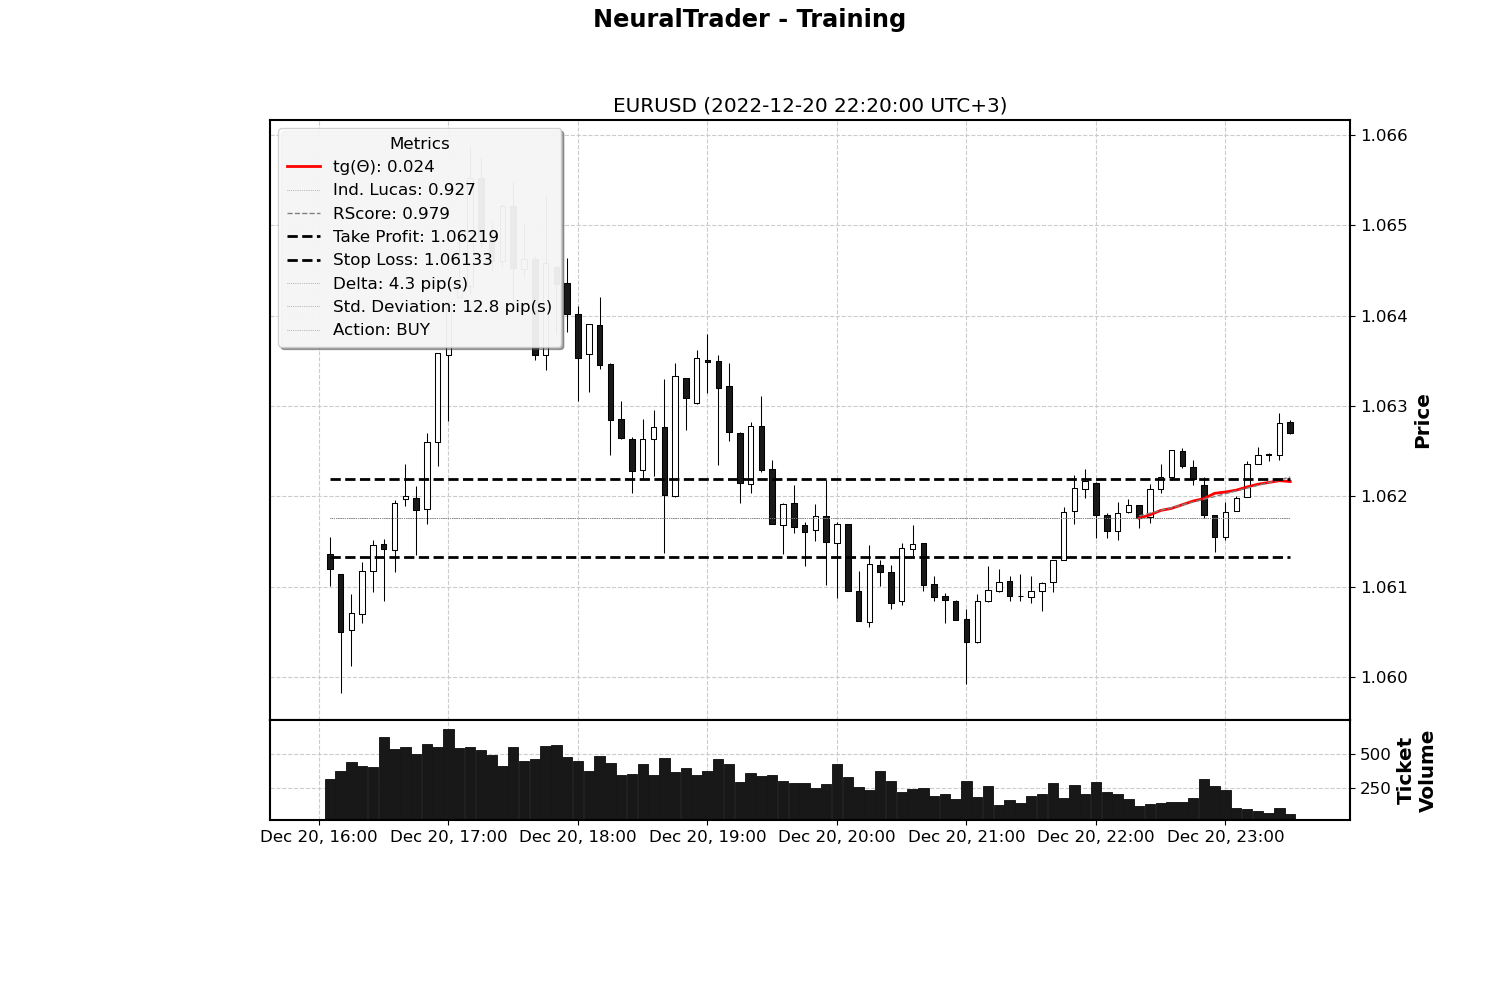 NeuralTrader - Training
EURUSD (2022-12-20 22:20:00 UTC+3)
Metrics
tg(Θ): 0.024
Ind. Lucas: 0.927
RScore: 0.979
Take Profit: 1.06219
Stop Loss: 1.06133
Delta: 4.3 pip(s)
Std. Deviation: 12.8 pip(s)
Action: BUY
1.066
1.065
1.064
1.063
1.062
1.061
1.060
Price
500
250
Ticket
Volume
Dec 20, 16:00
Dec 20, 17:00
Dec 20, 18:00
Dec 20, 19:00
Dec 20, 20:00
Dec 20, 21:00
Dec 20, 22:00
Dec 20, 23:00